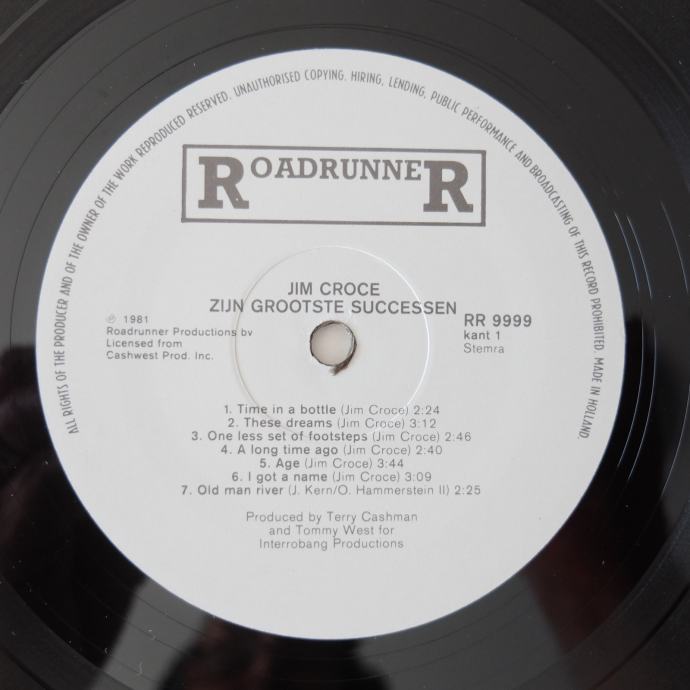 ALL RIGHTS OF THE PRODUCER AND OF THE OWNER OF THE WORK REPRODUCED RESERVED. UNAUTHORISED COPYING, HIRING, LENDING, PUBLIC PERFORMANCE AND BROADCASTING OF THIS RECORD PROHIBITED. MADE IN HOLLAND.
ROADRUNNER
JIM CROCE
ZIJN GROOTSTE SUCCESSEN
℗ 1981
Roadrunner Productions bv
Licensed from
Cashwest Prod. Inc.
RR 9999
kant 1
Stemra
1. Time in a bottle (Jim Croce) 2:24
2. These dreams (Jim Croce) 3:12
3. One less set of footsteps (Jim Croce) 2:46
4. A long time ago (Jim Croce) 2:40
5. Age (Jim Croce) 3:44
6. I got a name (Jim Croce) 3:09
7. Old man river (J. Kern/O. Hammerstein II) 2:25
Produced by Terry Cashman
and Tommy West for
Interrobang Productions